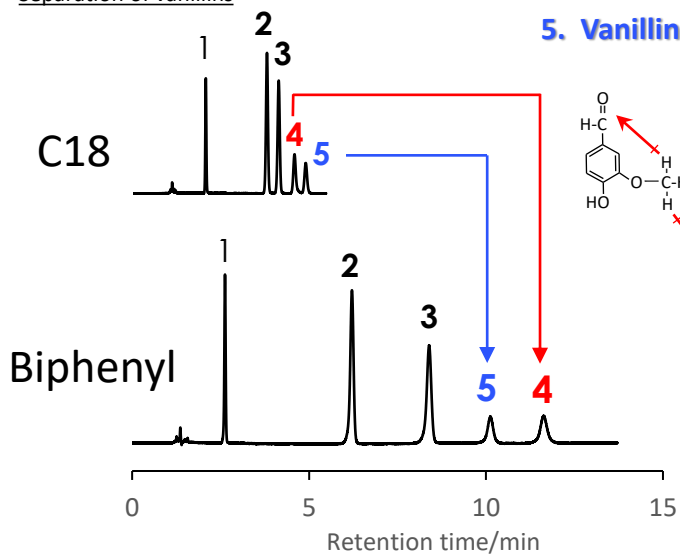 Separation of vanillins
5. Vanillin
1
2
3
4
5
C18
O
H-C
H
O
C-H
H
HO
1
2
3
5
4
Biphenyl
0
5
10
15
Retention time/min